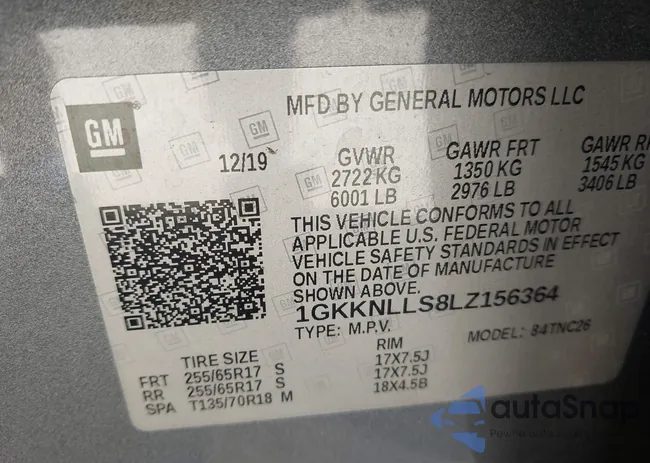 GM
MFD BY GENERAL MOTORS LLC
12/19
GVWR
2722 KG
6001 LB
GAWR FRT
1350 KG
2976 LB
GAWR R
1545 KG
3406 LB
THIS VEHICLE CONFORMS TO ALL
APPLICABLE U.S. FEDERAL MOTOR
VEHICLE SAFETY STANDARDS IN EFFECT
ON THE DATE OF MANUFACTURE
SHOWN ABOVE.
1GKKNLLS8LZ156364
TYPE: M.P.V.
MODEL: 84TNC26
TIRE SIZE RIM
FRT 255/65R17 S 17X7.5J
RR 255/65R17 S 17X7.5J
SPA T135/70R18 M 18X4.5B
autaSnap